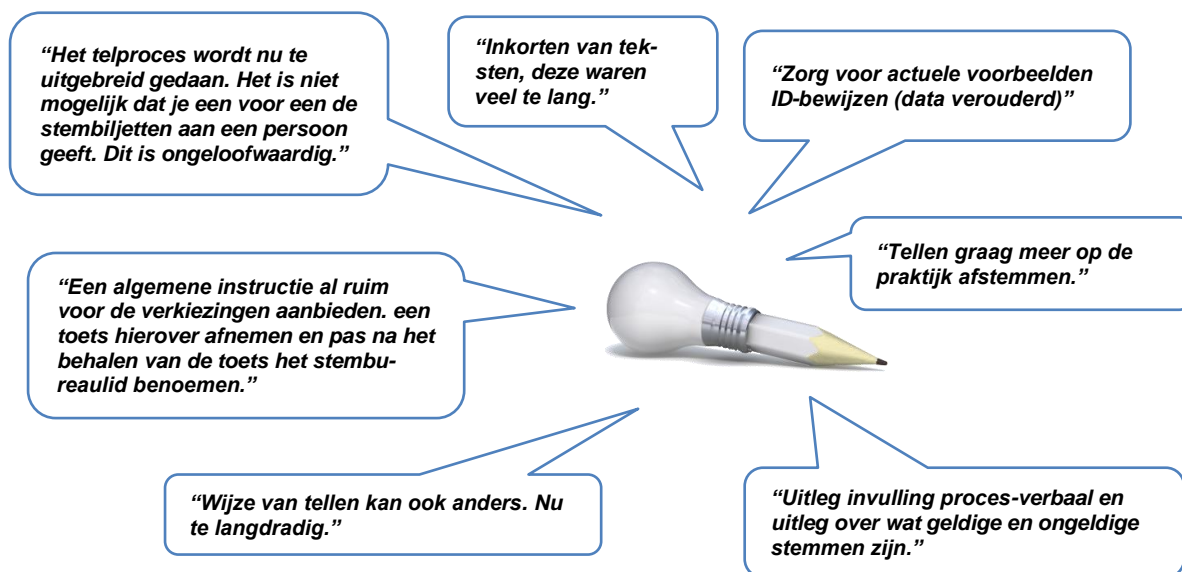 “Het telproces wordt nu te
uitgebreid gedaan. Het is niet
mogelijk dat je een voor een de
stembiljetten aan een persoon
geeft. Dit is ongeloofwaardig.”
“Inkorten van tek-
sten, deze waren
veel te lang.”
“Zorg voor actuele voorbeelden
ID-bewijzen (data verouderd)”
“Tellen graag meer op de
praktijk afstemmen.”
“Een algemene instructie al ruim
voor de verkiezingen aanbieden. een
toets hierover afnemen en pas na het
behalen van de toets het stembu-
reaulid benoemen.”
“Wijze van tellen kan ook anders. Nu
te langdradig.”
“Uitleg invulling proces-verbaal en
uitleg over wat geldige en ongeldige
stemmen zijn.”